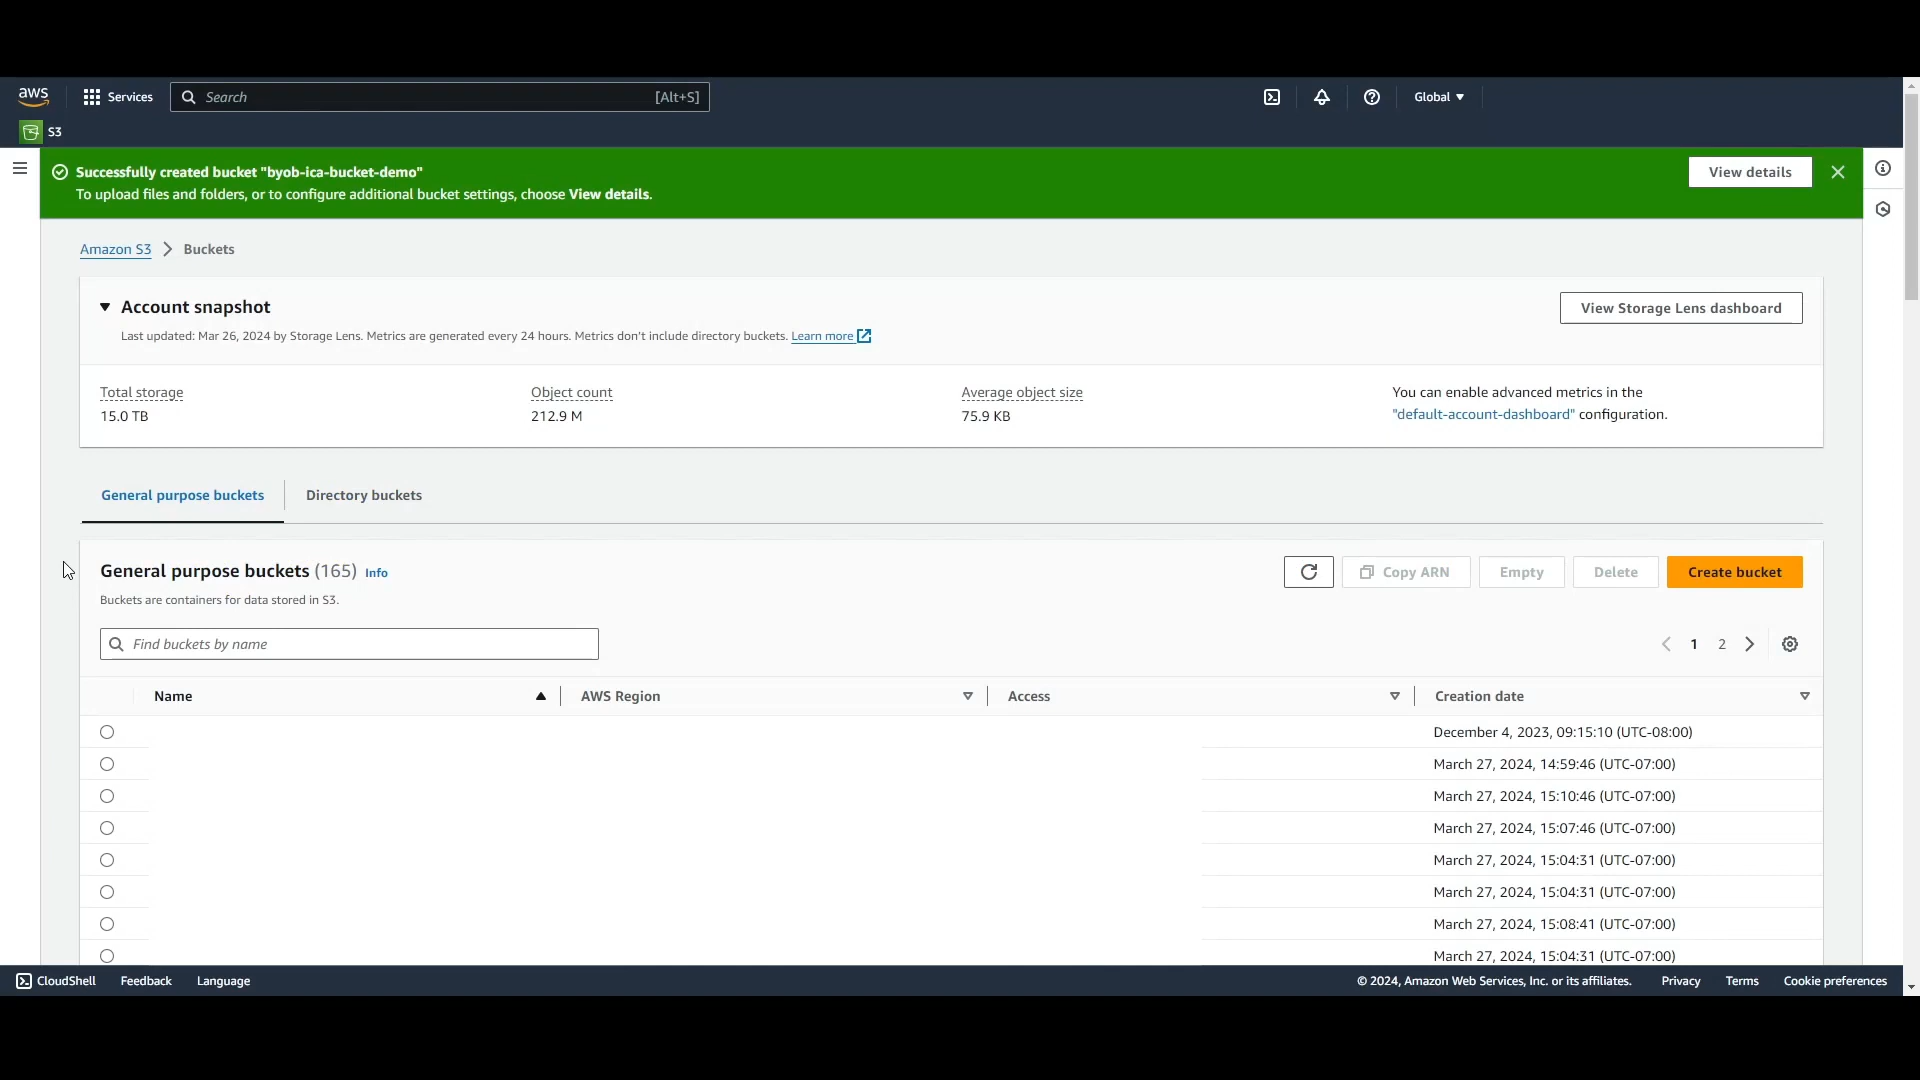 aws
Services
Search
[Alt+S]
Global
S3
Successfully created bucket "byob-ica-bucket-demo"
To upload files and folders, or to configure additional bucket settings, choose View details.
View details
Amazon S3 > Buckets
Account snapshot
View Storage Lens dashboard
Last updated: Mar 26, 2024 by Storage Lens. Metrics are generated every 24 hours. Metrics don't include directory buckets. Learn more
Total storage
15.0 TB
Object count
212.9 M
Average object size
75.9 KB
You can enable advanced metrics in the
"default-account-dashboard" configuration.
General purpose buckets
Directory buckets
General purpose buckets (165) Info
Buckets are containers for data stored in S3.
Copy ARN
Empty
Delete
Create bucket
Find buckets by name
1
2
Name
AWS Region
Access
Creation date
December 4, 2023, 09:15:10 (UTC-08:00)
March 27, 2024, 14:59:46 (UTC-07:00)
March 27, 2024, 15:10:46 (UTC-07:00)
March 27, 2024, 15:07:46 (UTC-07:00)
March 27, 2024, 15:04:31 (UTC-07:00)
March 27, 2024, 15:04:31 (UTC-07:00)
March 27, 2024, 15:08:41 (UTC-07:00)
March 27, 2024, 15:04:31 (UTC-07:00)
CloudShell
Feedback
Language
© 2024, Amazon Web Services, Inc. or its affiliates.
Privacy
Terms
Cookie preferences